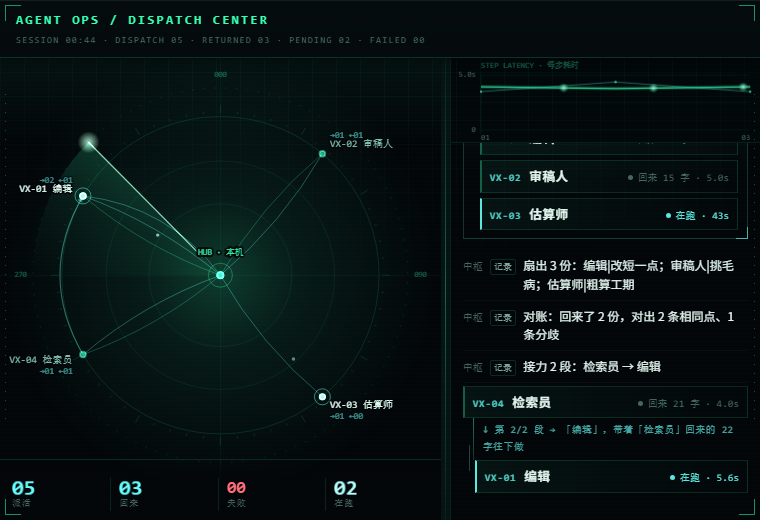 AGENT OPS / DISPATCH CENTER
SESSION 00:44 · DISPATCH 05 · RETURNED 03 · PENDING 02 · FAILED 00
000
→01 ←01
VX-02 审稿人
→02 ←01
VX-01 编辑
HUB · 本机
270
090
VX-04 检索员
→01 ←01
VX-03 估算师
→01 ←00
05
派活
03
回来
00
失败
02
在跑
STEP LATENCY · 每步耗时
5.0s
0
01
03
VX-02 审稿人
回来 15 字 · 5.0s
VX-03 估算师
在跑 · 43s
中枢 记录 扇出 3 份：编辑|改短一点；审稿人|挑毛
病；估算师|粗算工期
中枢 记录 对账：回来了 2 份，对出 2 条相同点、1
条分歧
中枢 记录 接力 2 段：检索员 → 编辑
VX-04 检索员
回来 21 字 · 4.0s
↓ 第 2/2 段 → 「编辑」，带着「检索员」回来的 22
字往下做
VX-01 编辑
在跑 · 5.6s